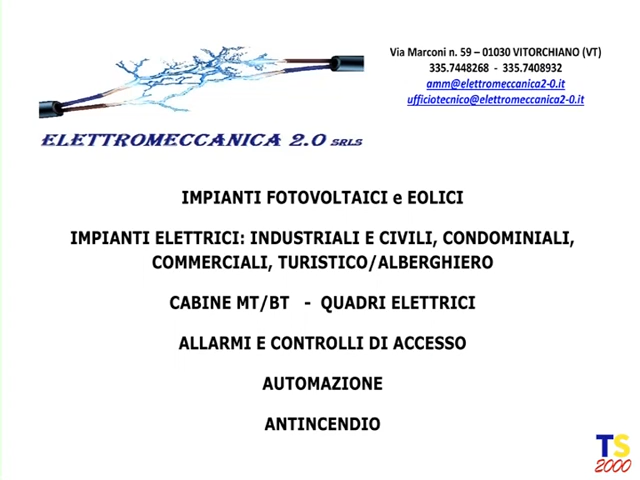 Via Marconi n. 59 – 01030 VITORCHIANO (VT)
335.7448268 - 335.7408932
amm@elettromeccanica2-0.it
ufficiotecnico@elettromeccanica2-0.it
ELETTROMECCANICA 2.0 SRLS
IMPIANTI FOTOVOLTAICI e EOLICI
IMPIANTI ELETTRICI: INDUSTRIALI E CIVILI, CONDOMINIALI,
COMMERCIALI, TURISTICO/ALBERGHIERO
CABINE MT/BT - QUADRI ELETTRICI
ALLARMI E CONTROLLI DI ACCESSO
AUTOMAZIONE
ANTINCENDIO
TS
2000